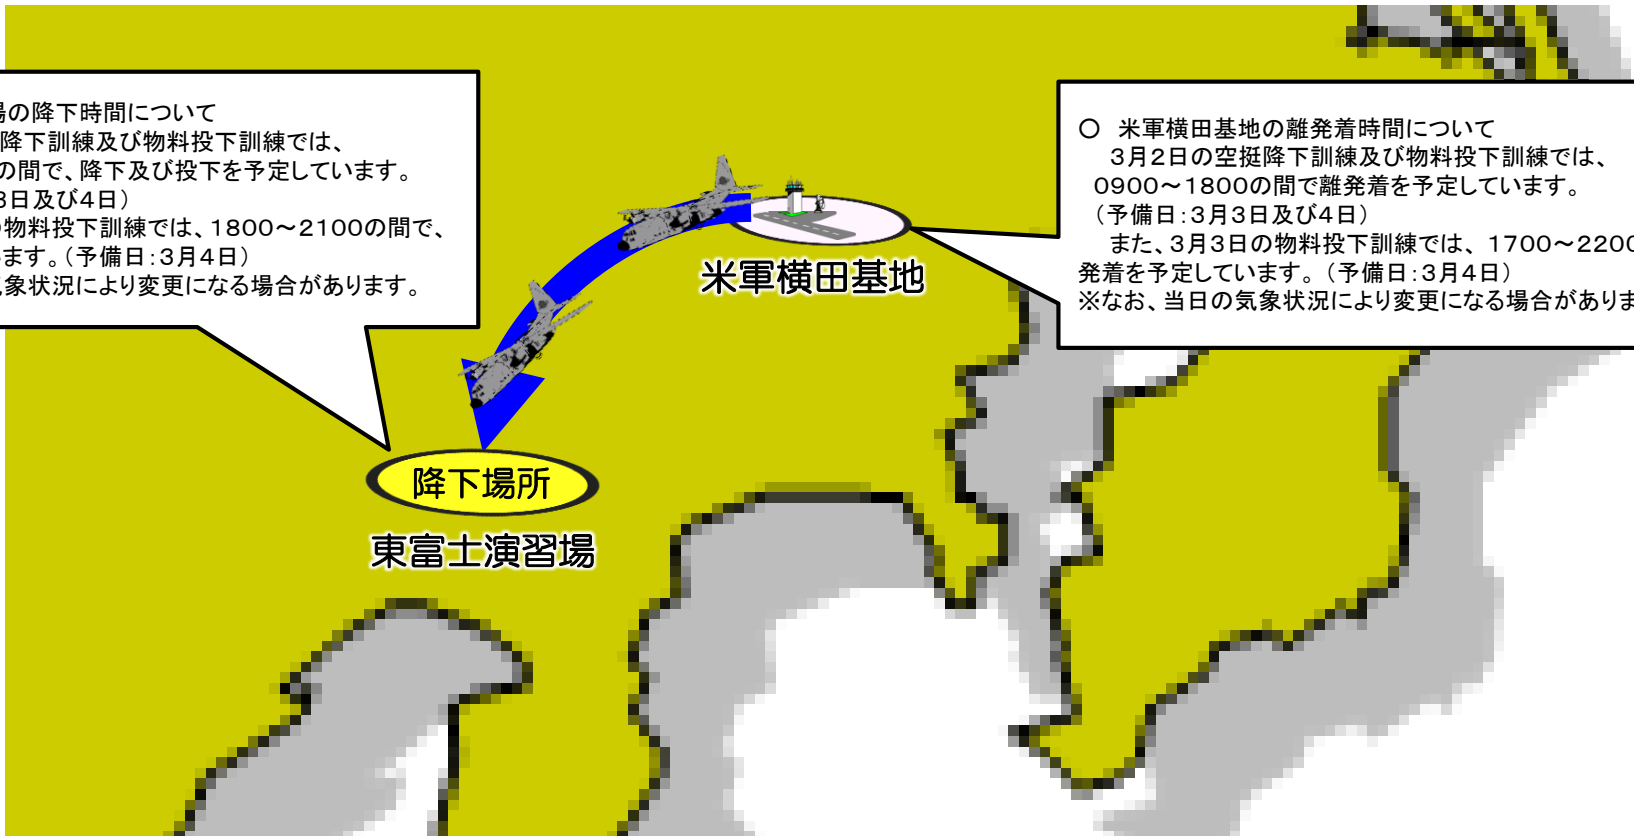 場の降下時間について
降下訓練及び物料投下訓練では、
の間で、降下及び投下を予定しています。
3日及び4日）
物料投下訓練では、1800～2100の間で、
ます。（予備日：3月4日）
象状況により変更になる場合があります。
○　米軍横田基地の離発着時間について
3月2日の空挺降下訓練及び物料投下訓練では、
0900～1800の間で離発着を予定しています。
（予備日：3月3日及び4日）
また、3月3日の物料投下訓練では、1700～2200
発着を予定しています。（予備日：3月4日）
※なお、当日の気象状況により変更になる場合がありま
米軍横田基地
降下場所
東富士演習場